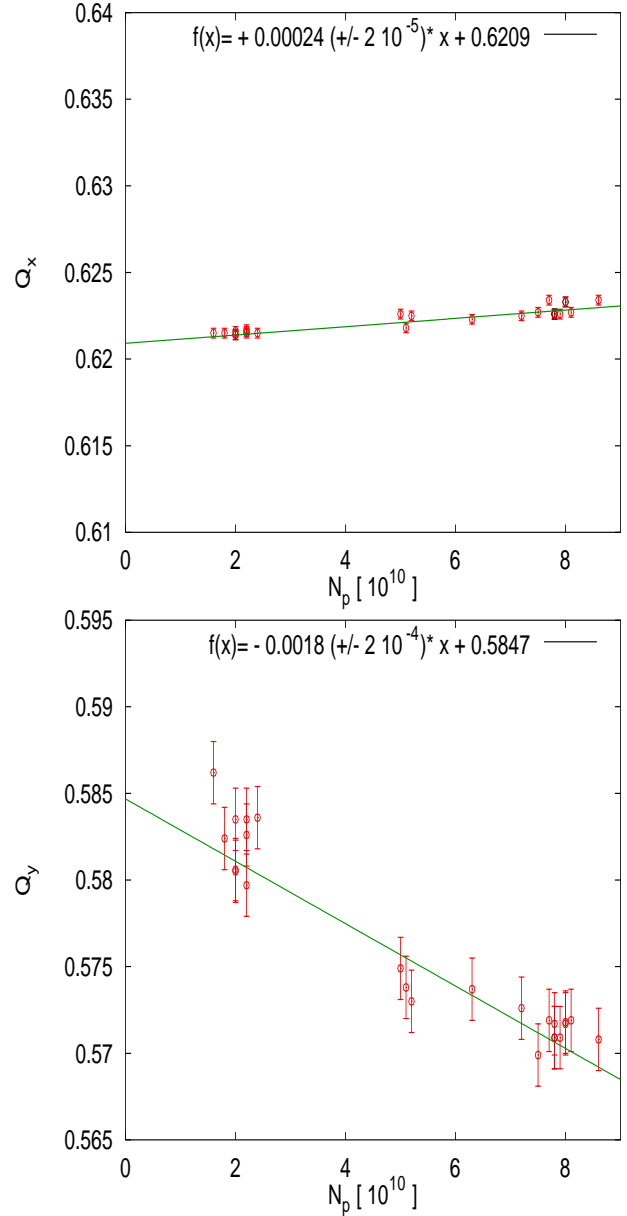 0.64
f(x)= + 0.00024 (+/- 2 10^-5)* x + 0.6209
0.635
0.63
0.625
Q_x
0.62
0.615
0.61
0 2 4 6 8
N_p [ 10^10 ]
0.595
f(x)= - 0.0018 (+/- 2 10^-4)* x + 0.5847
0.59
0.585
0.58
Q_y
0.575
0.57
0.565
0 2 4 6 8
N_p [ 10^10 ]